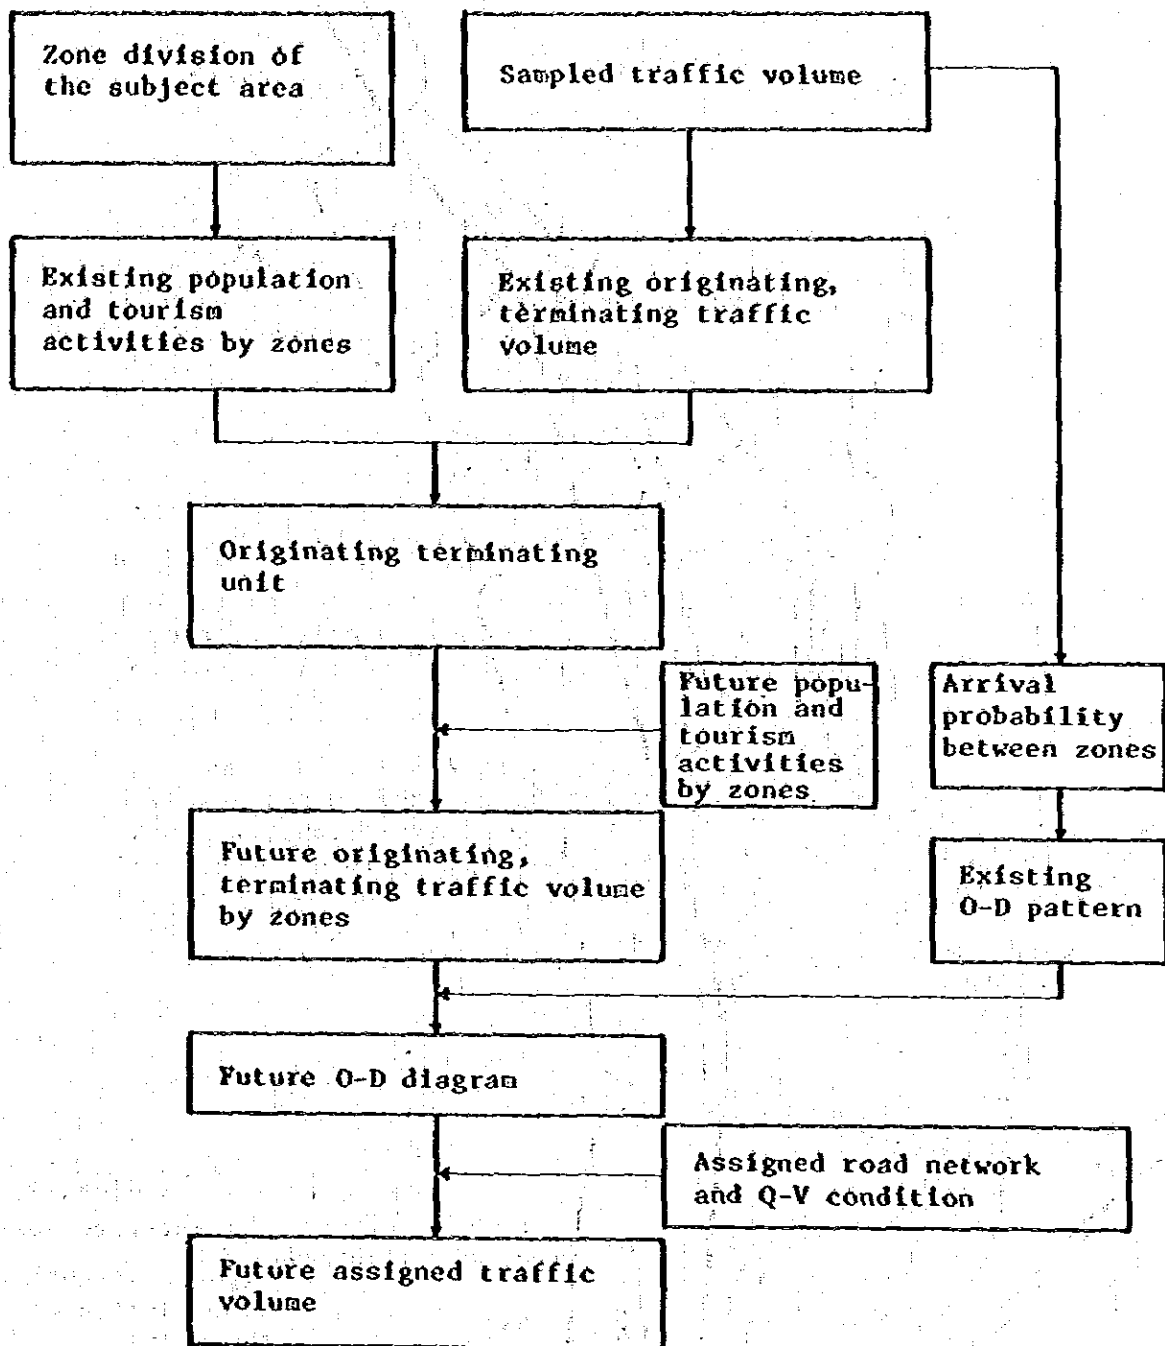 Zone division of
the subject area
Sampled traffic volume
Existing population
and tourism
activities by zones
Existing originating,
terminating traffic
volume
Originating terminating
unit
Future popu-
lation and
tourism
activities
by zones
Arrival
probability
between zones
Future originating,
terminating traffic volume
by zones
Existing
O-D pattern
Future O-D diagram
Assigned road network
and Q-V condition
Future assigned traffic
volume